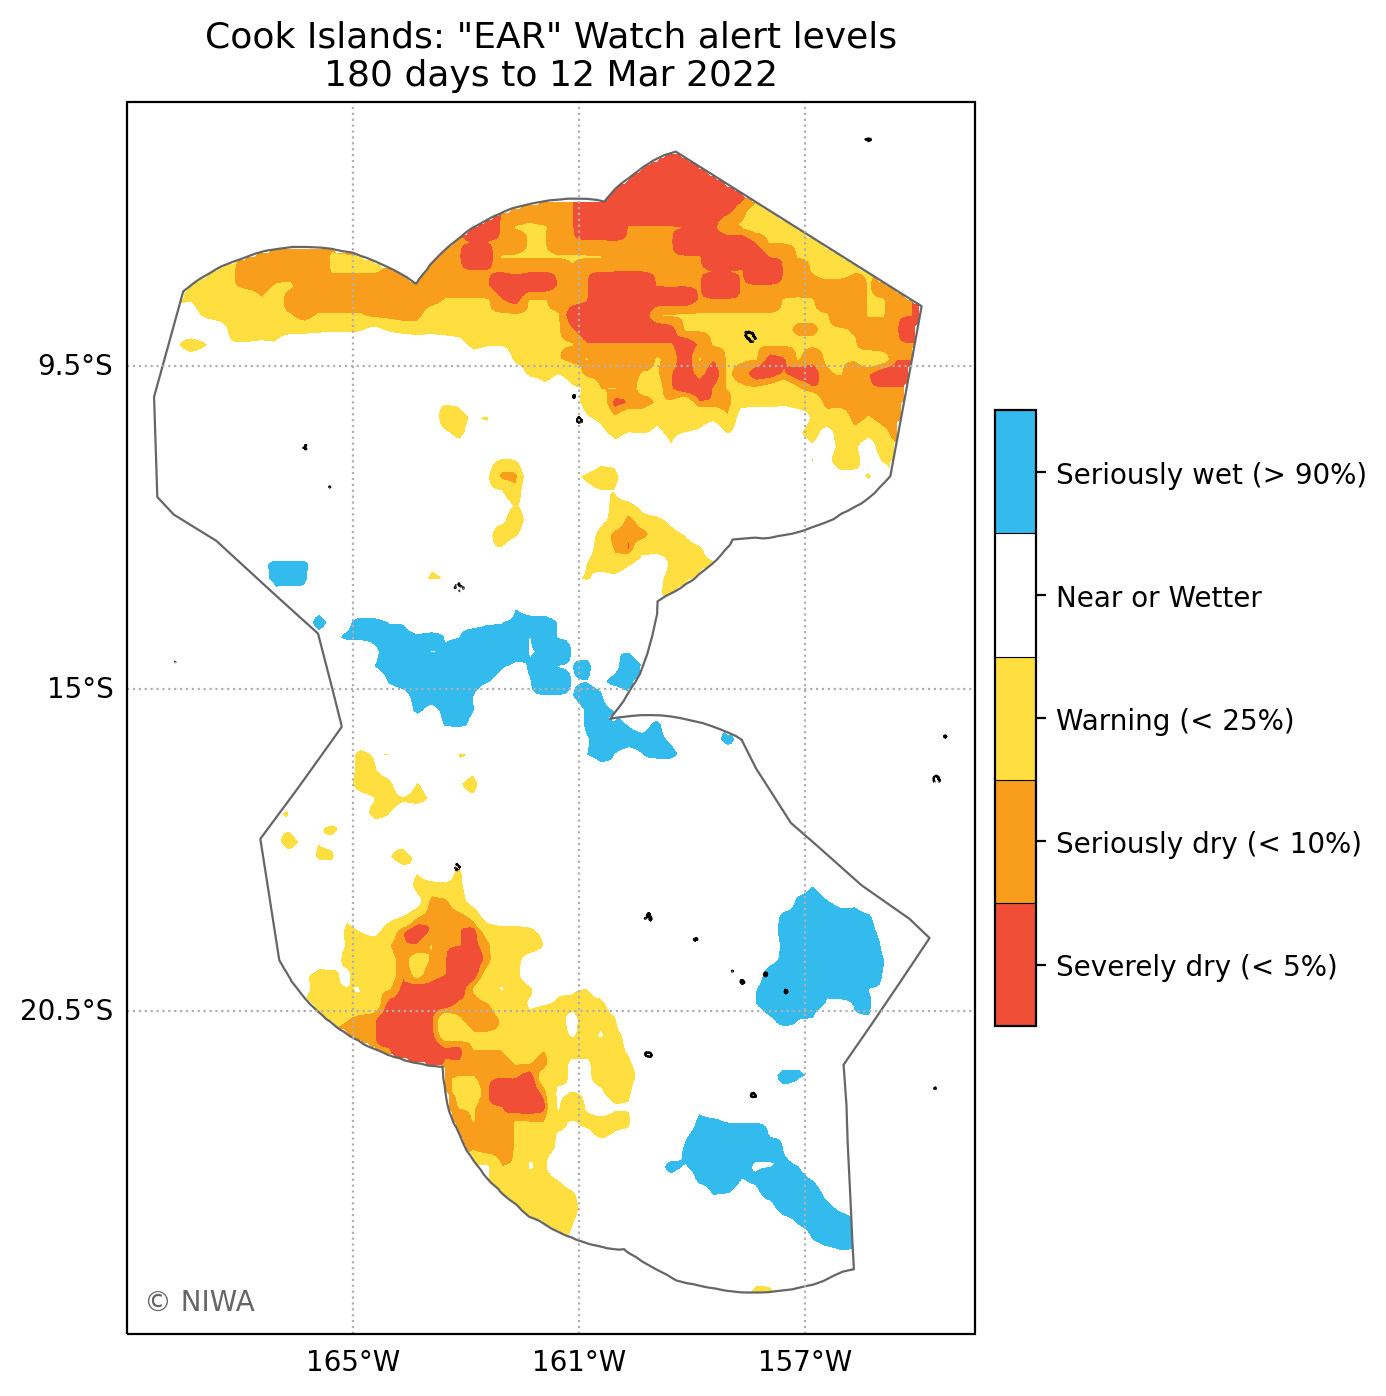 Cook Islands: "EAR" Watch alert levels
180 days to 12 Mar 2022
9.5°S
15°S
20.5°S
165°W
161°W
157°W
Seriously wet (> 90%)
Near or Wetter
Warning (< 25%)
Seriously dry (< 10%)
Severely dry (< 5%)
© NIWA